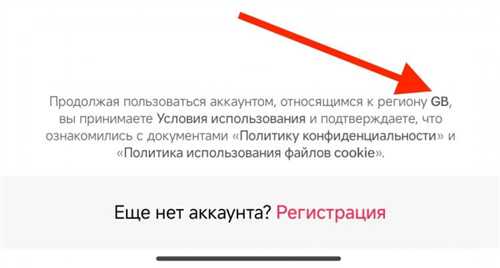 Продолжая пользоваться аккаунтом, относящимся к региону GB,
вы принимаете Условия использования и подтверждаете, что
ознакомились с документами «Политику конфиденциальности» и
«Политика использования файлов cookie».
Еще нет аккаунта? Регистрация